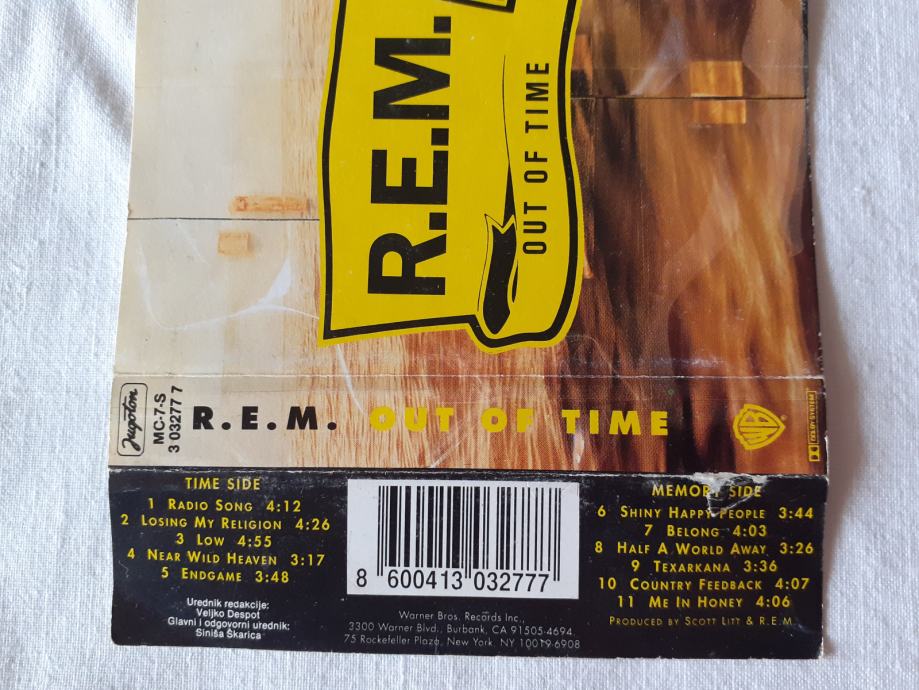 R.E.M.
OUT OF TIME
Jugoton
MC-7-S
3 03277 7
R.E.M. OUT OF TIME
WB
DOLBY SYSTEM
TIME SIDE
1 RADIO SONG 4:12
2 LOSING MY RELIGION 4:26
3 LOW 4:55
4 NEAR WILD HEAVEN 3:17
5 ENDGAME 3:48
Urednik redakcije:
Veljko Despot
Glavni i odgovorni urednik:
Siniša Škarica
8 600413 032777
Warner Bros. Records Inc.,
3300 Warner Blvd., Burbank, CA 91505-4694
75 Rockefeller Plaza, New York, NY 10019-6908
MEMORY SIDE
6 SHINY HAPPY PEOPLE 3:44
7 BELONG 4:03
8 HALF A WORLD AWAY 3:26
9 TEXARKANA 3:36
10 COUNTRY FEEDBACK 4:07
11 ME IN HONEY 4:06
PRODUCED BY SCOTT LITT & R.E.M.